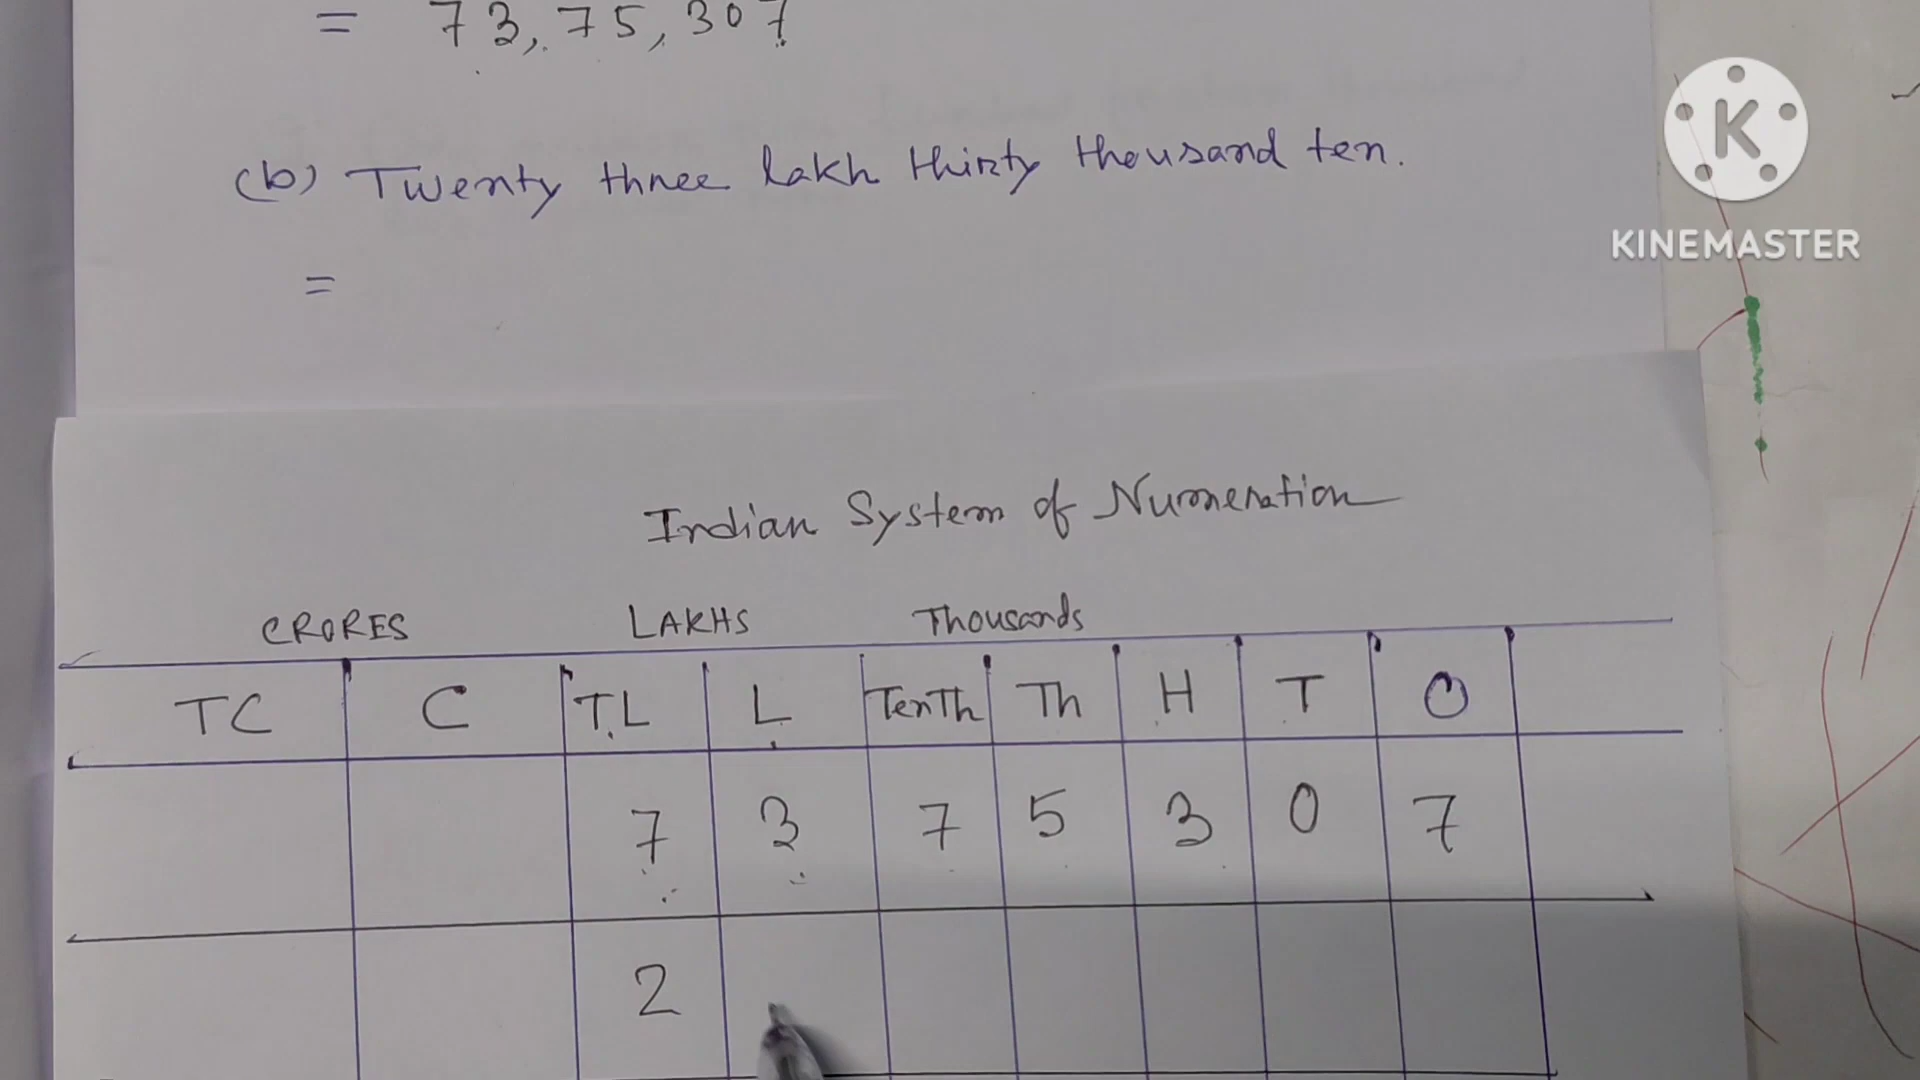 = 73,75,307
(b) Twenty three lakh thirty thousand ten.
=
K
KINEMASTER
Indian System of Numeration
CRORES LAKHS Thousands
TC C TL L TenTh Th H T O
7 3 7 5 3 0 7
2